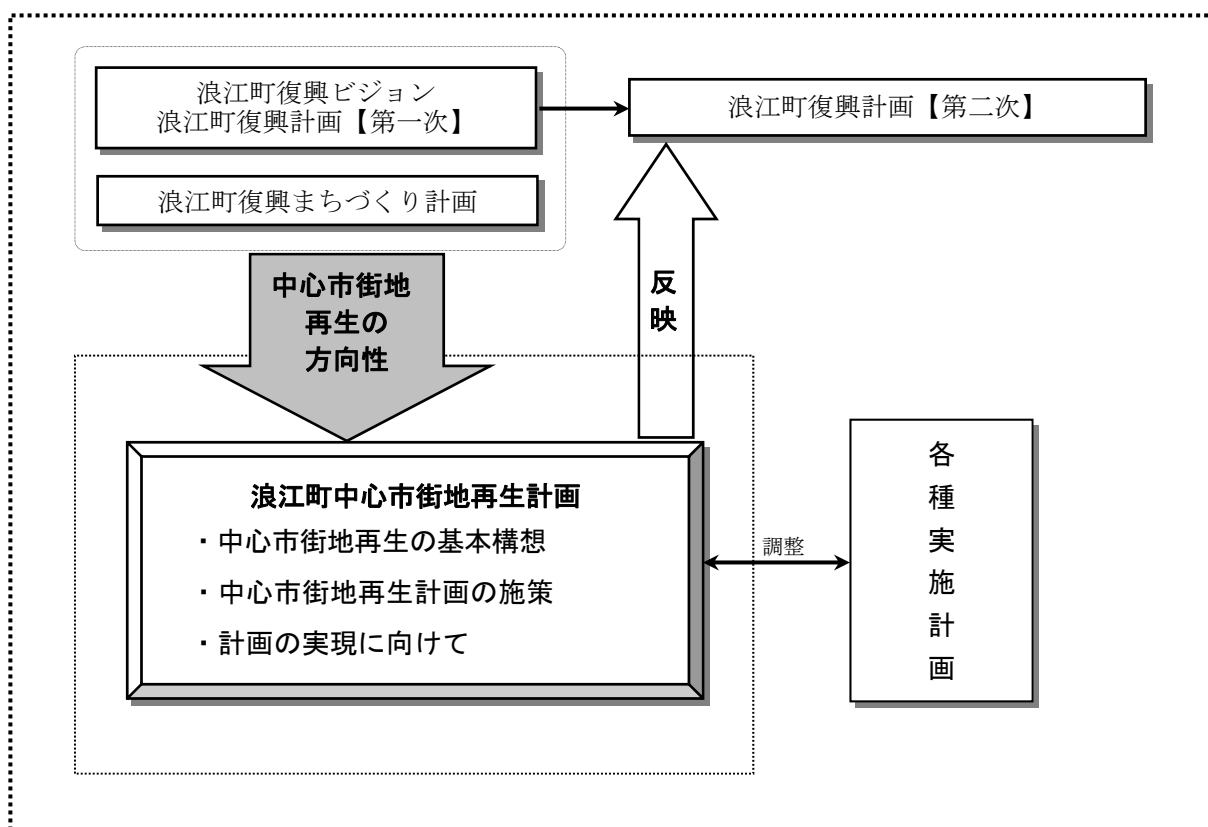 浪江町復興ビジョン
浪江町復興計画【第一次】
浪江町復興計画【第二次】
浪江町復興まちづくり計画
中心市街地
再生の
方向性
反
映
浪江町中心市街地再生計画
・中心市街地再生の基本構想
・中心市街地再生計画の施策
・計画の実現に向けて
調整
各
種
実
施
計
画